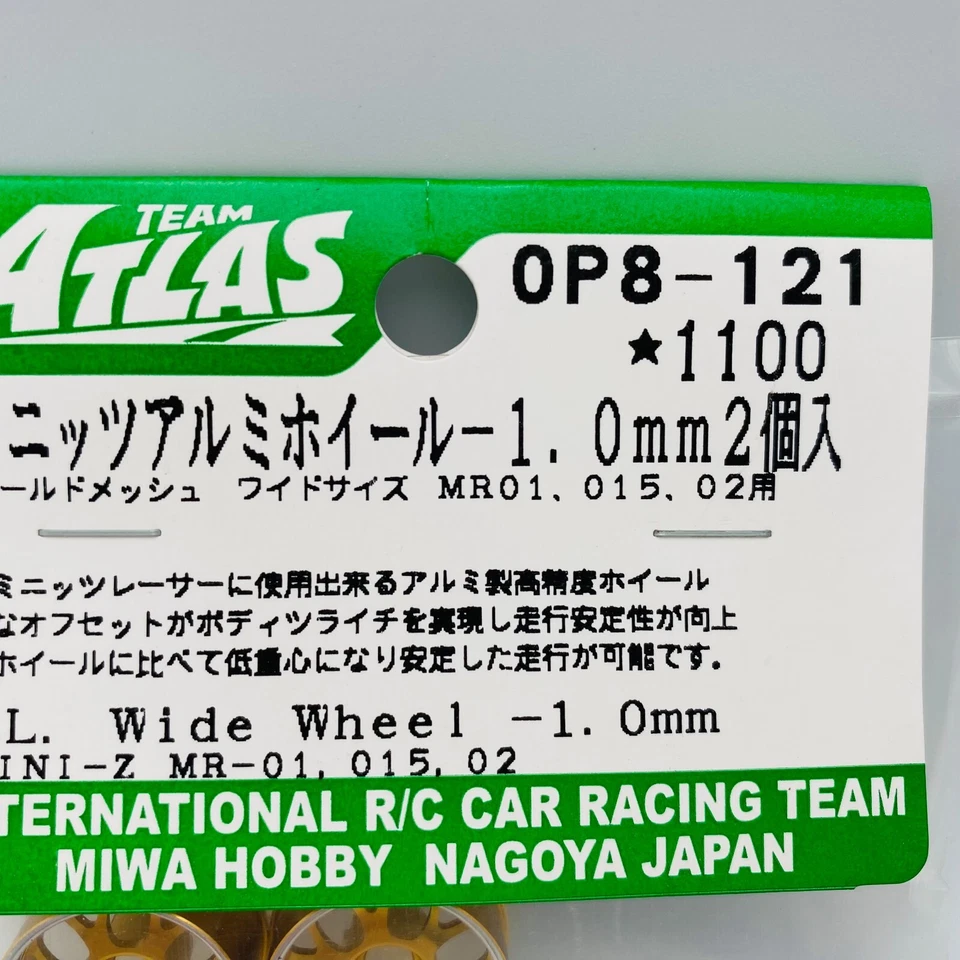 TEAM
ATLAS
OP8-121
★1100
ニッツアルミホイール-1.0mm2個入
ールドメッシュ ワイドサイズ MR01、015、02用
ミニッツレーサーに使用出来るアルミ製高精度ホイール
なオフセットがボディツライチを実現し走行安定性が向上
ホイールに比べて低重心になり安定した走行が可能です。
L. Wide Wheel -1.0mm
INI-Z MR-01, 015, 02
TERNATIONAL R/C CAR RACING TEAM
MIWA HOBBY NAGOYA JAPAN